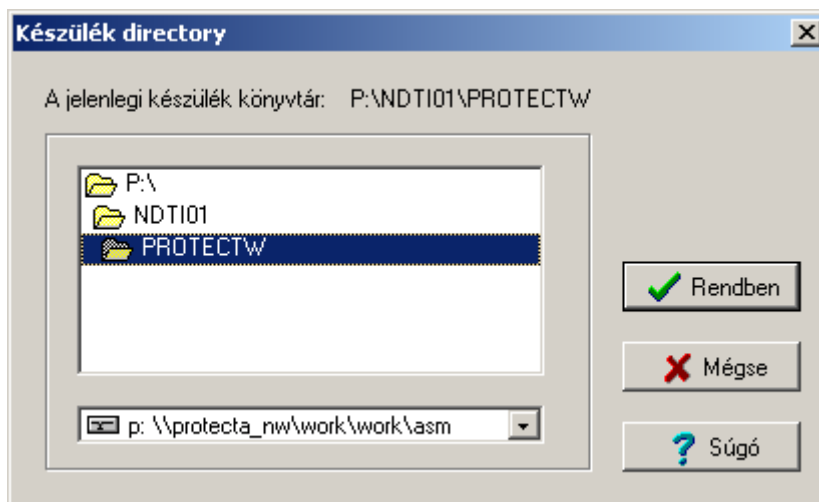 Készülék directory
A jelenlegi készülék könyvtár: P:\NDTI01\PROTECTW
P:\
NDTI01
PROTECTW
p: \\protecta_nw\work\work\asm
Rendben
Mégse
Súgó